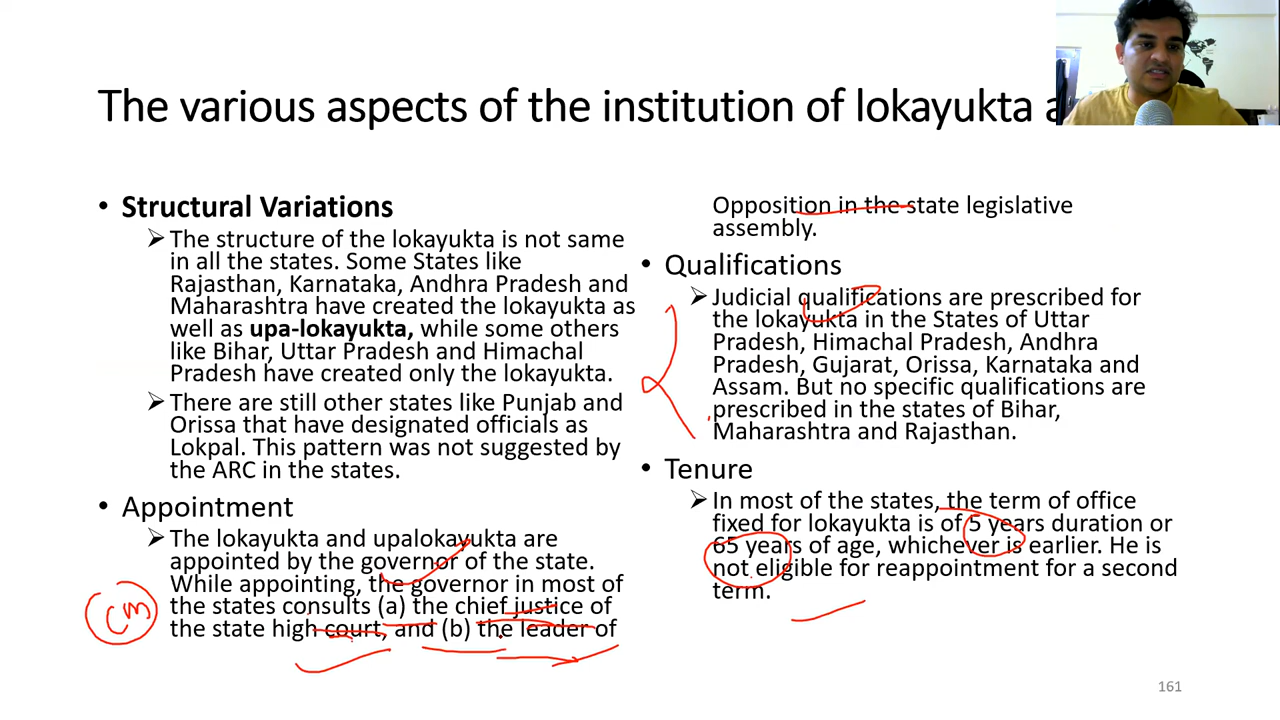 The various aspects of the institution of lokayukta
• Structural Variations
The structure of the lokayukta is not same
in all the states. Some States like
Rajasthan, Karnataka, Andhra Pradesh and
Maharashtra have created the lokayukta as
well as upa-lokayukta, while some others
like Bihar, Uttar Pradesh and Himachal
Pradesh have created only the lokayukta.
There are still other states like Punjab and
Orissa that have designated officials as
Lokpal. This pattern was not suggested by
the ARC in the states.
• Appointment
The lokayukta and upalokayukta are
appointed by the governor of the state.
While appointing, the governor in most of
the states consults (a) the chief justice of
the state high court, and (b) the leader of
CM
Opposition in the state legislative
assembly.
• Qualifications
Judicial qualifications are prescribed for
the lokayukta in the States of Uttar
Pradesh, Himachal Pradesh, Andhra
Pradesh, Gujarat, Orissa, Karnataka and
Assam. But no specific qualifications are
prescribed in the states of Bihar,
Maharashtra and Rajasthan.
• Tenure
In most of the states, the term of office
fixed for lokayukta is of 5 years duration or
65 years of age, whichever is earlier. He is
not eligible for reappointment for a second
term.
161